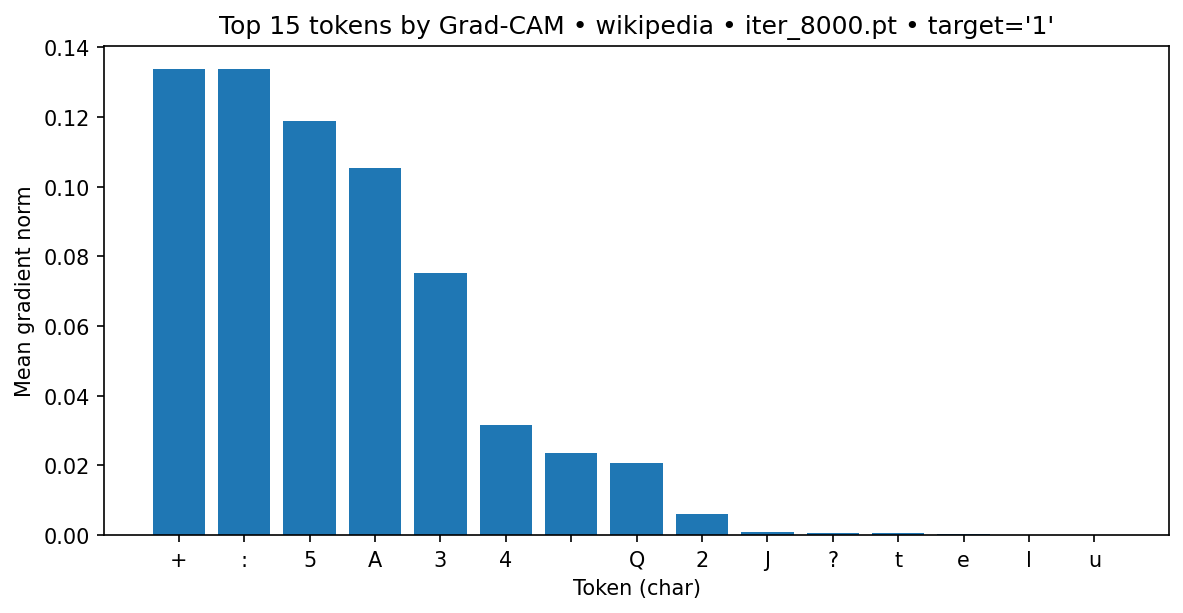 Top 15 tokens by Grad-CAM • wikipedia • iter_8000.pt • target='1'
Mean gradient norm
0.14
0.12
0.10
0.08
0.06
0.04
0.02
0.00
+ : 5 A 3 4 Q 2 J ? t e l u
Token (char)